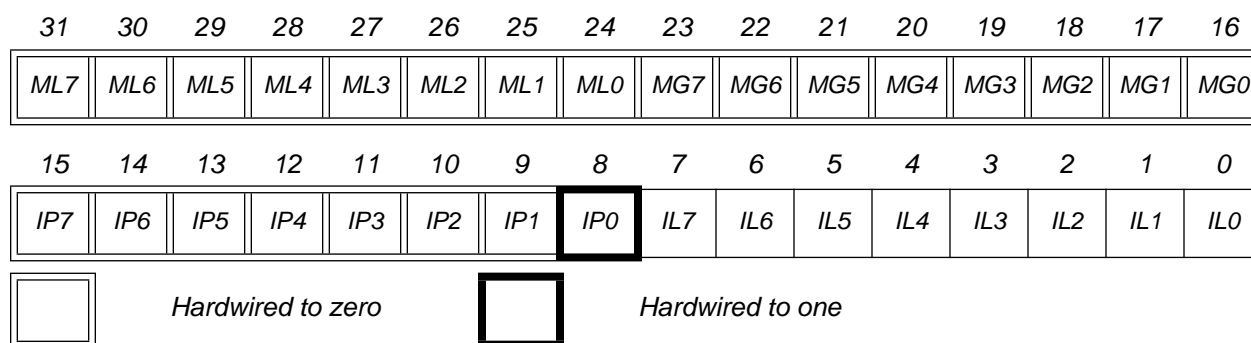 31 30 29 28 27 26 25 24 23 22 21 20 19 18 17 16
ML7 ML6 ML5 ML4 ML3 ML2 ML1 ML0 MG7 MG6 MG5 MG4 MG3 MG2 MG1 MG0
15 14 13 12 11 10 9 8 7 6 5 4 3 2 1 0
IP7 IP6 IP5 IP4 IP3 IP2 IP1 IP0 IL7 IL6 IL5 IL4 IL3 IL2 IL1 IL0
Hardwired to zero Hardwired to one